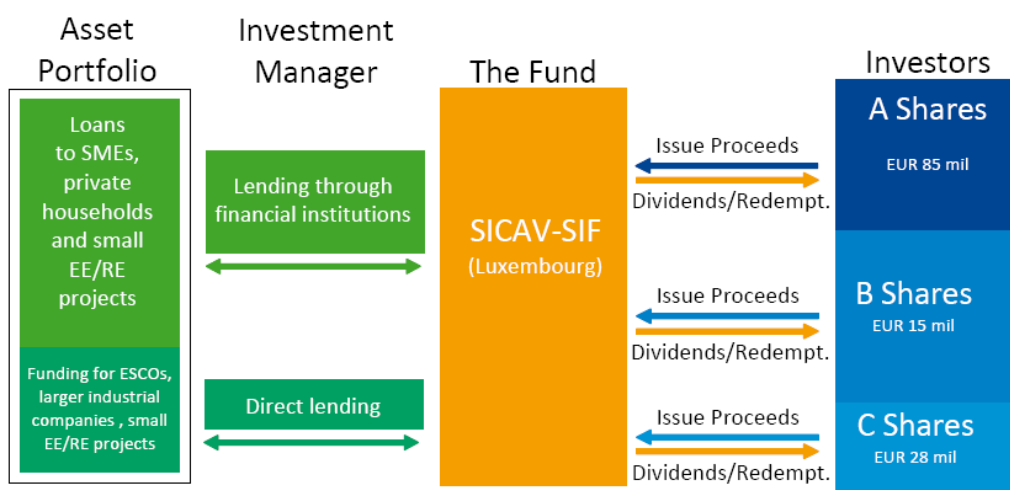 Asset
Portfolio
Loans
to SMEs,
private
households
and small
EE/RE
projects
Funding for ESCOs,
larger industrial
companies , small
EE/RE projects
Investment
Manager
Lending through
financial institutions
Direct lending
The Fund
SICAV-SIF
(Luxembourg)
Issue Proceeds
Dividends/Redempt.
Issue Proceeds
Dividends/Redempt.
Issue Proceeds
Dividends/Redempt.
Investors
A Shares
EUR 85 mil
B Shares
EUR 15 mil
C Shares
EUR 28 mil